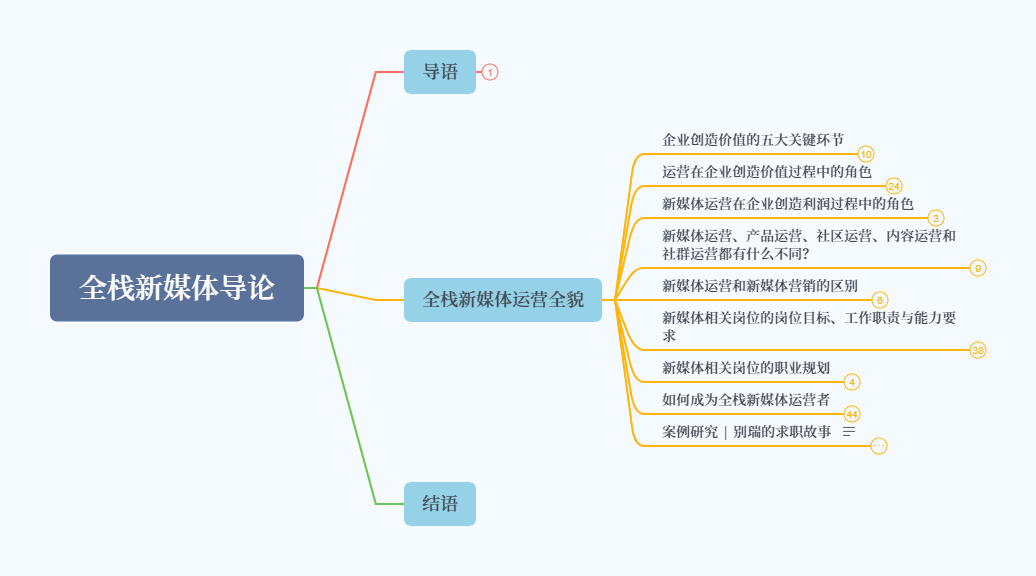 全栈新媒体导论
导语
1
全栈新媒体运营全貌
企业创造价值的五大关键环节
10
运营在企业创造价值过程中的角色
24
新媒体运营在企业创造利润过程中的角色
3
新媒体运营、产品运营、社区运营、内容运营和
社群运营都有什么不同?
9
新媒体运营和新媒体营销的区别
6
新媒体相关岗位的岗位目标、工作职责与能力要
求
38
新媒体相关岗位的职业规划
4
如何成为全栈新媒体运营者
44
案例研究 | 别瑞的求职故事
...
结语